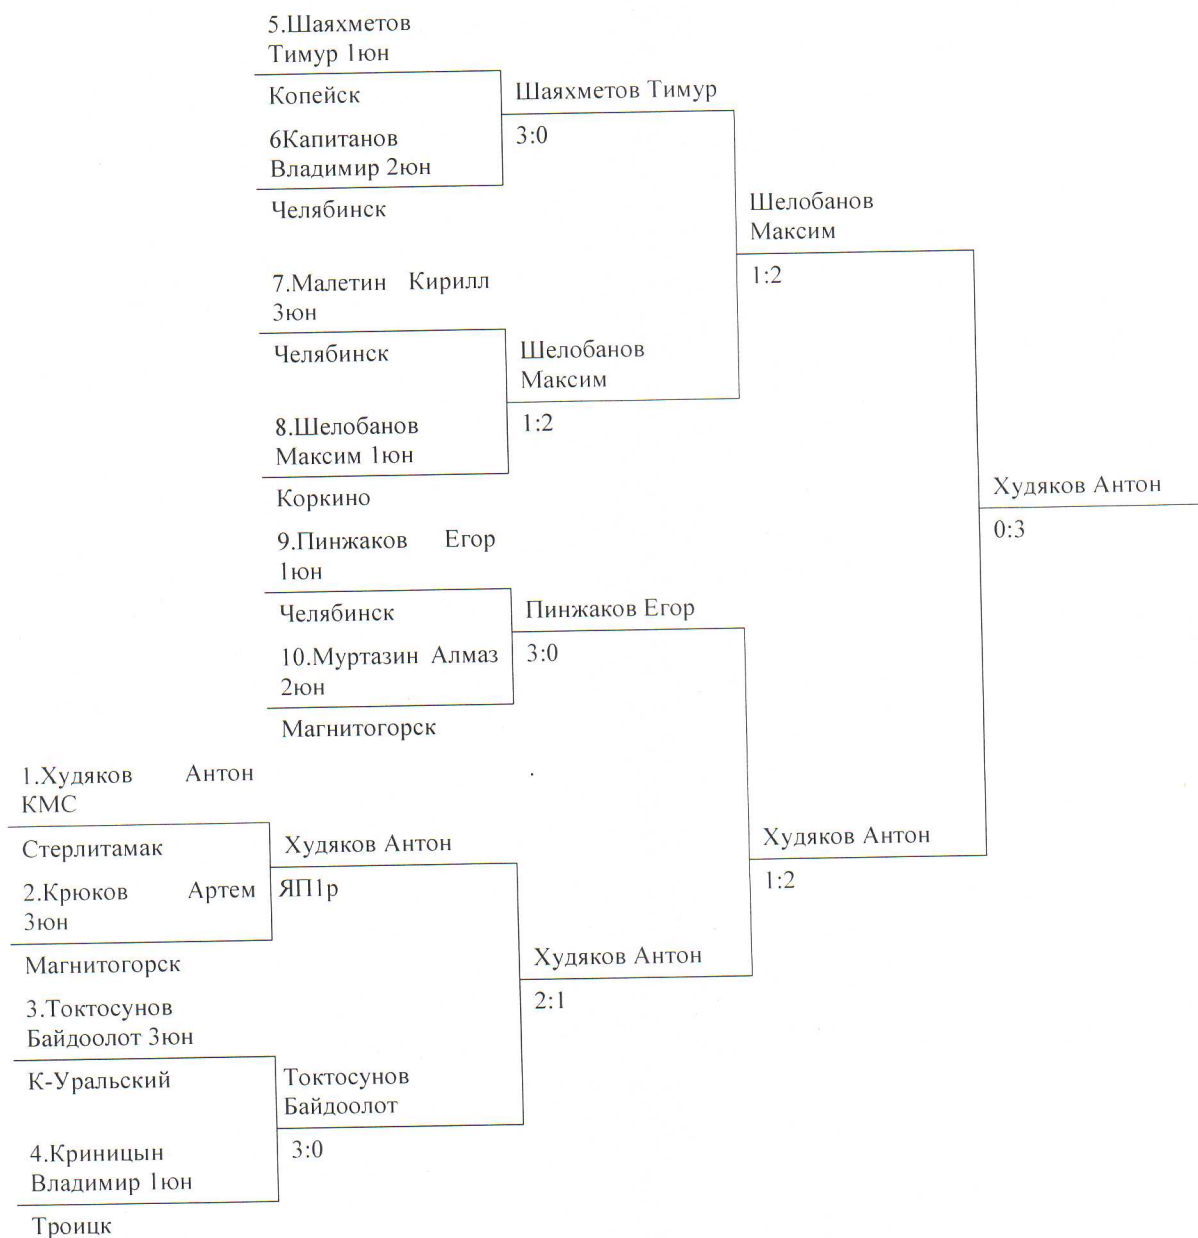 5.Шаяхметов
Тимур 1юн
Копейск
Шаяхметов Тимур
6Капитанов
Владимир 2юн
3:0
Челябинск
Шелобанов
Максим
1:2
7.Малетин Кирилл
3юн
Челябинск
Шелобанов
Максим
1:2
8.Шелобанов
Максим 1юн
Коркино
Худяков Антон
0:3
9.Пинжаков Егор
1юн
Челябинск
Пинжаков Егор
3:0
10.Муртазин Алмаз
2юн
Магнитогорск
1.Худяков Антон
КМС
Стерлитамак
Худяков Антон
Худяков Антон
1:2
2.Крюков Артем
3юн
ЯП1р
Магнитогорск
Худяков Антон
2:1
3.Токтосунов
Байдоолот 3юн
К-Уральский
Токтосунов
Байдоолот
3:0
4.Криницын
Владимир 1юн
Троицк